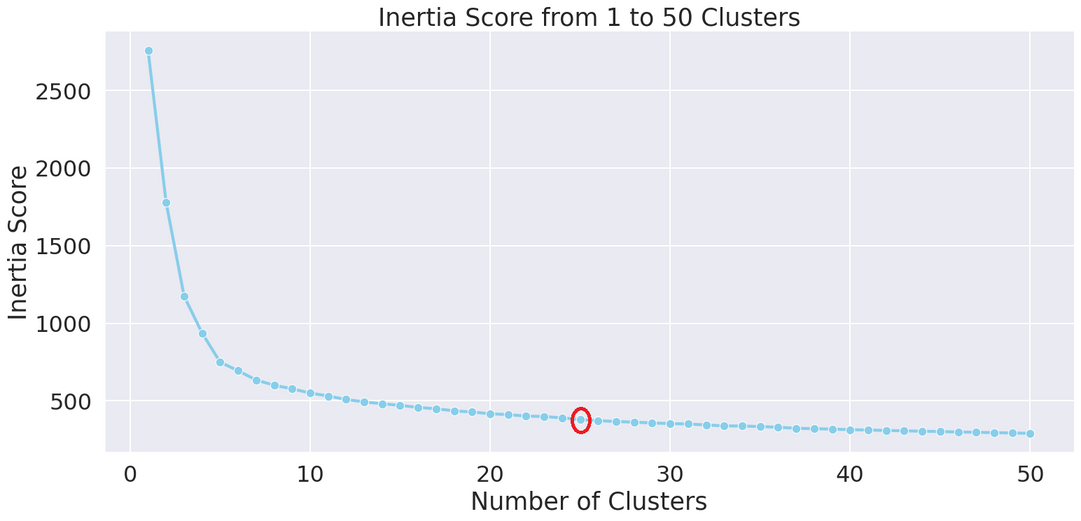 Inertia Score from 1 to 50 Clusters
2500
2000
1500
1000
500
Inertia Score
0 10 20 30 40 50
Number of Clusters